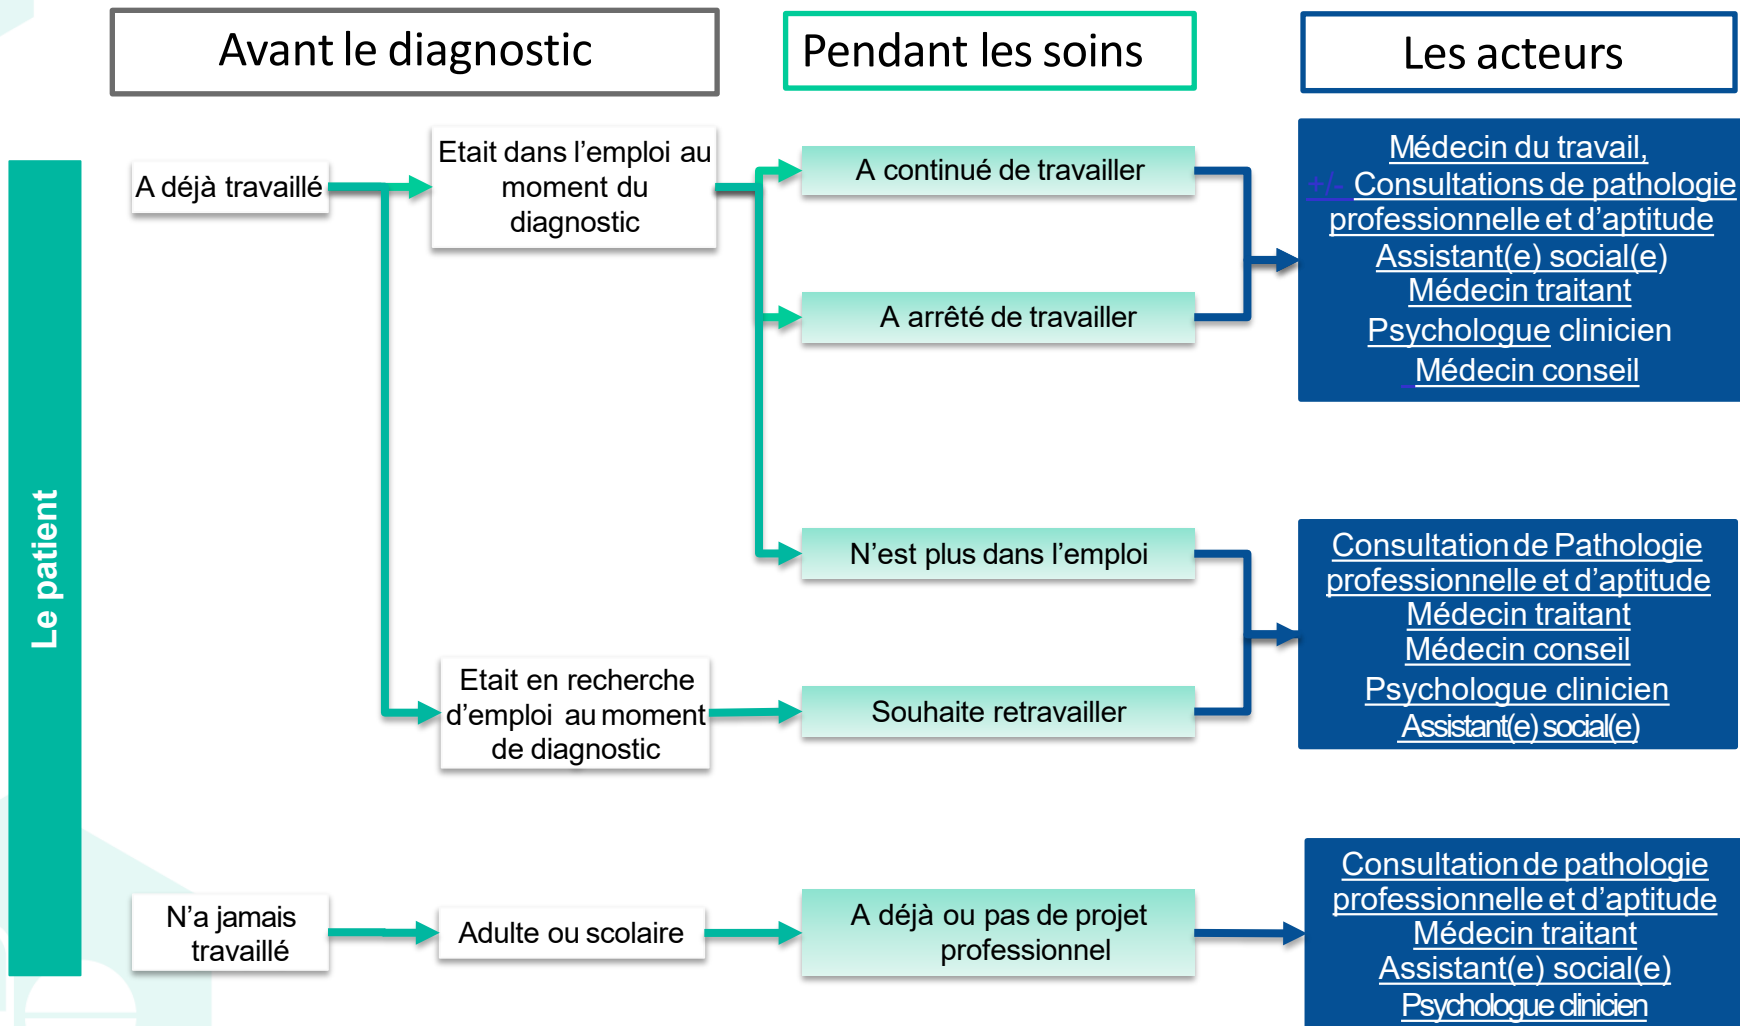 Avant le diagnostic
Pendant les soins
Les acteurs
Le patient
A déjà travaillé
Etait dans l'emploi au
moment du
diagnostic
A continué de travailler
A arrêté de travailler
Médecin du travail,
+/- Consultations de pathologie
professionnelle et d'aptitude
Assistant(e) social(e)
Médecin traitant
Psychologue clinicien
Médecin conseil
N'est plus dans l'emploi
Etait en recherche
d'emploi au moment
de diagnostic
Souhaite retravailler
Consultation de Pathologie
professionnelle et d'aptitude
Médecin traitant
Médecin conseil
Psychologue clinicien
Assistant(e) social(e)
N'a jamais
travaillé
Adulte ou scolaire
A déjà ou pas de projet
professionnel
Consultation de pathologie
professionnelle et d'aptitude
Médecin traitant
Assistant(e) social(e)
Psychologue clinicien